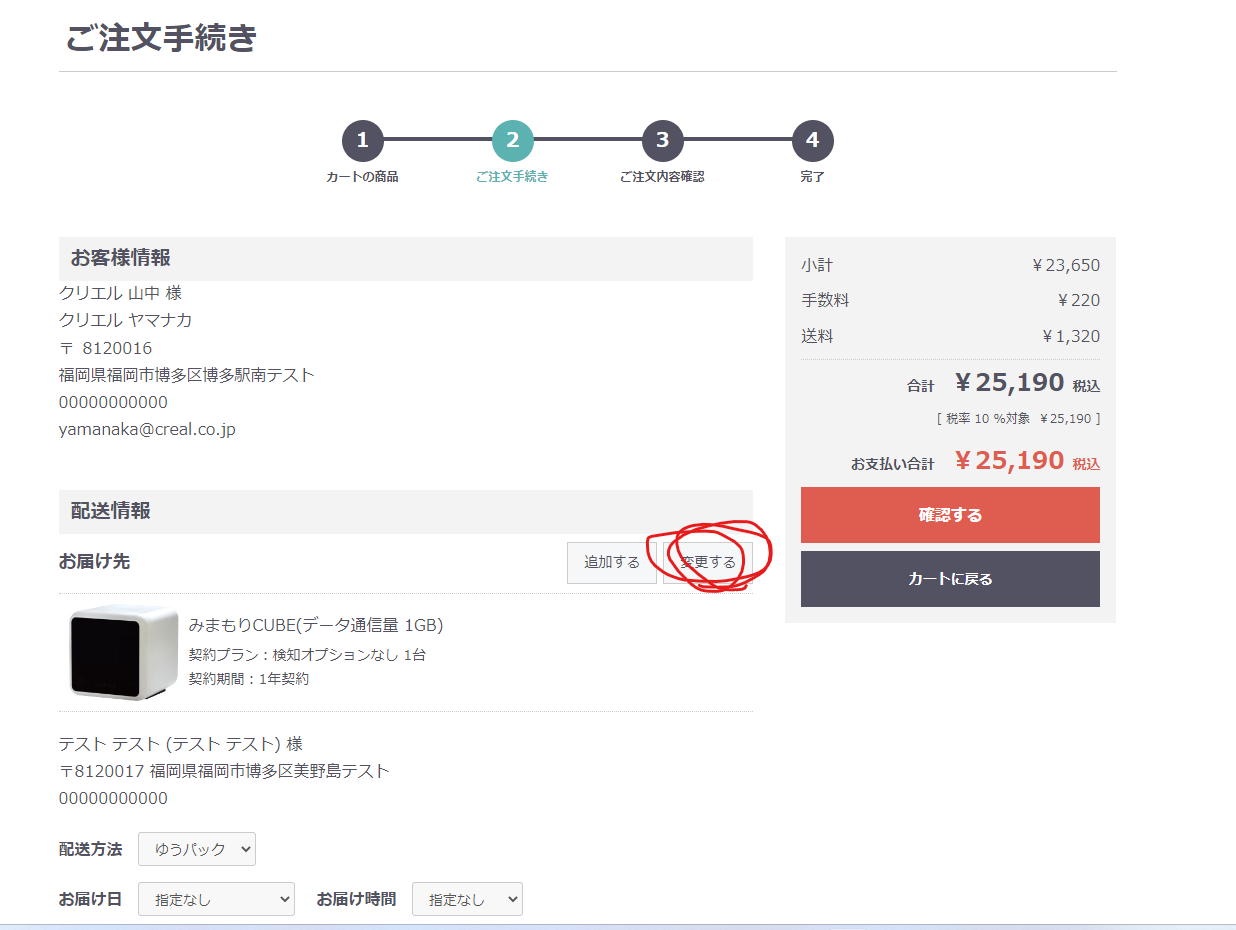 ご注文手続き
1
2
3
4
カートの商品
ご注文手続き
ご注文内容確認
完了
お客様情報
クリエル 山中 様
クリエル ヤマナカ
〒 8120016
福岡県福岡市博多区博多駅南テスト
00000000000
yamanaka@creal.co.jp
配送情報
お届け先
追加する
変更する
みまもりCUBE(データ通信量 1GB)
契約プラン：検知オプションなし 1台
契約期間：1年契約
テスト テスト (テスト テスト) 様
〒8120017 福岡県福岡市博多区美野島テスト
00000000000
配送方法 ゆうパック
お届け日 指定なし お届け時間 指定なし
小計 ￥23,650
手数料 ￥220
送料 ￥1,320
合計 ￥25,190 税込
[ 税率 10 %対象 ￥25,190 ]
お支払い合計 ￥25,190 税込
確認する
カートに戻る